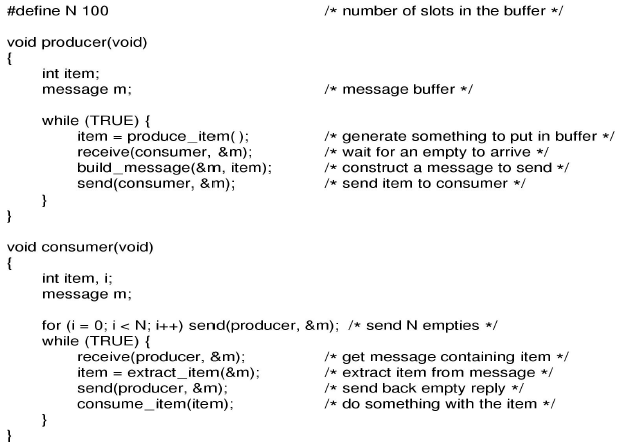 #define N 100 /* number of slots in the buffer */
void producer(void)
{
int item;
message m; /* message buffer */
while (TRUE) {
item = produce_item( ); /* generate something to put in buffer */
receive(consumer, &m); /* wait for an empty to arrive */
build_message(&m, item); /* construct a message to send */
send(consumer, &m); /* send item to consumer */
}
}
void consumer(void)
{
int item, i;
message m;
for (i = 0; i < N; i++) send(producer, &m); /* send N empties */
while (TRUE) {
receive(producer, &m); /* get message containing item */
item = extract_item(&m); /* extract item from message */
send(producer, &m); /* send back empty reply */
consume_item(item); /* do something with the item */
}
}